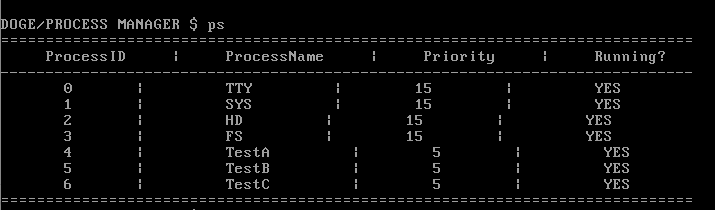 DOGE/PROCESS MANAGER $ ps
=============================================================================
     ProcessID     ¦     ProcessName     ¦     Priority     ¦     Running?
-----------------------------------------------------------------------------
       0       ¦         TTY         ¦        15        ¦         YES
       1       ¦         SYS         ¦        15        ¦         YES
       2       ¦         HD         ¦        15        ¦         YES
       3       ¦         FS         ¦        15        ¦         YES
       4       ¦         TestA         ¦        5        ¦         YES
       5       ¦         TestB         ¦        5        ¦         YES
       6       ¦         TestC         ¦        5        ¦         YES
=============================================================================